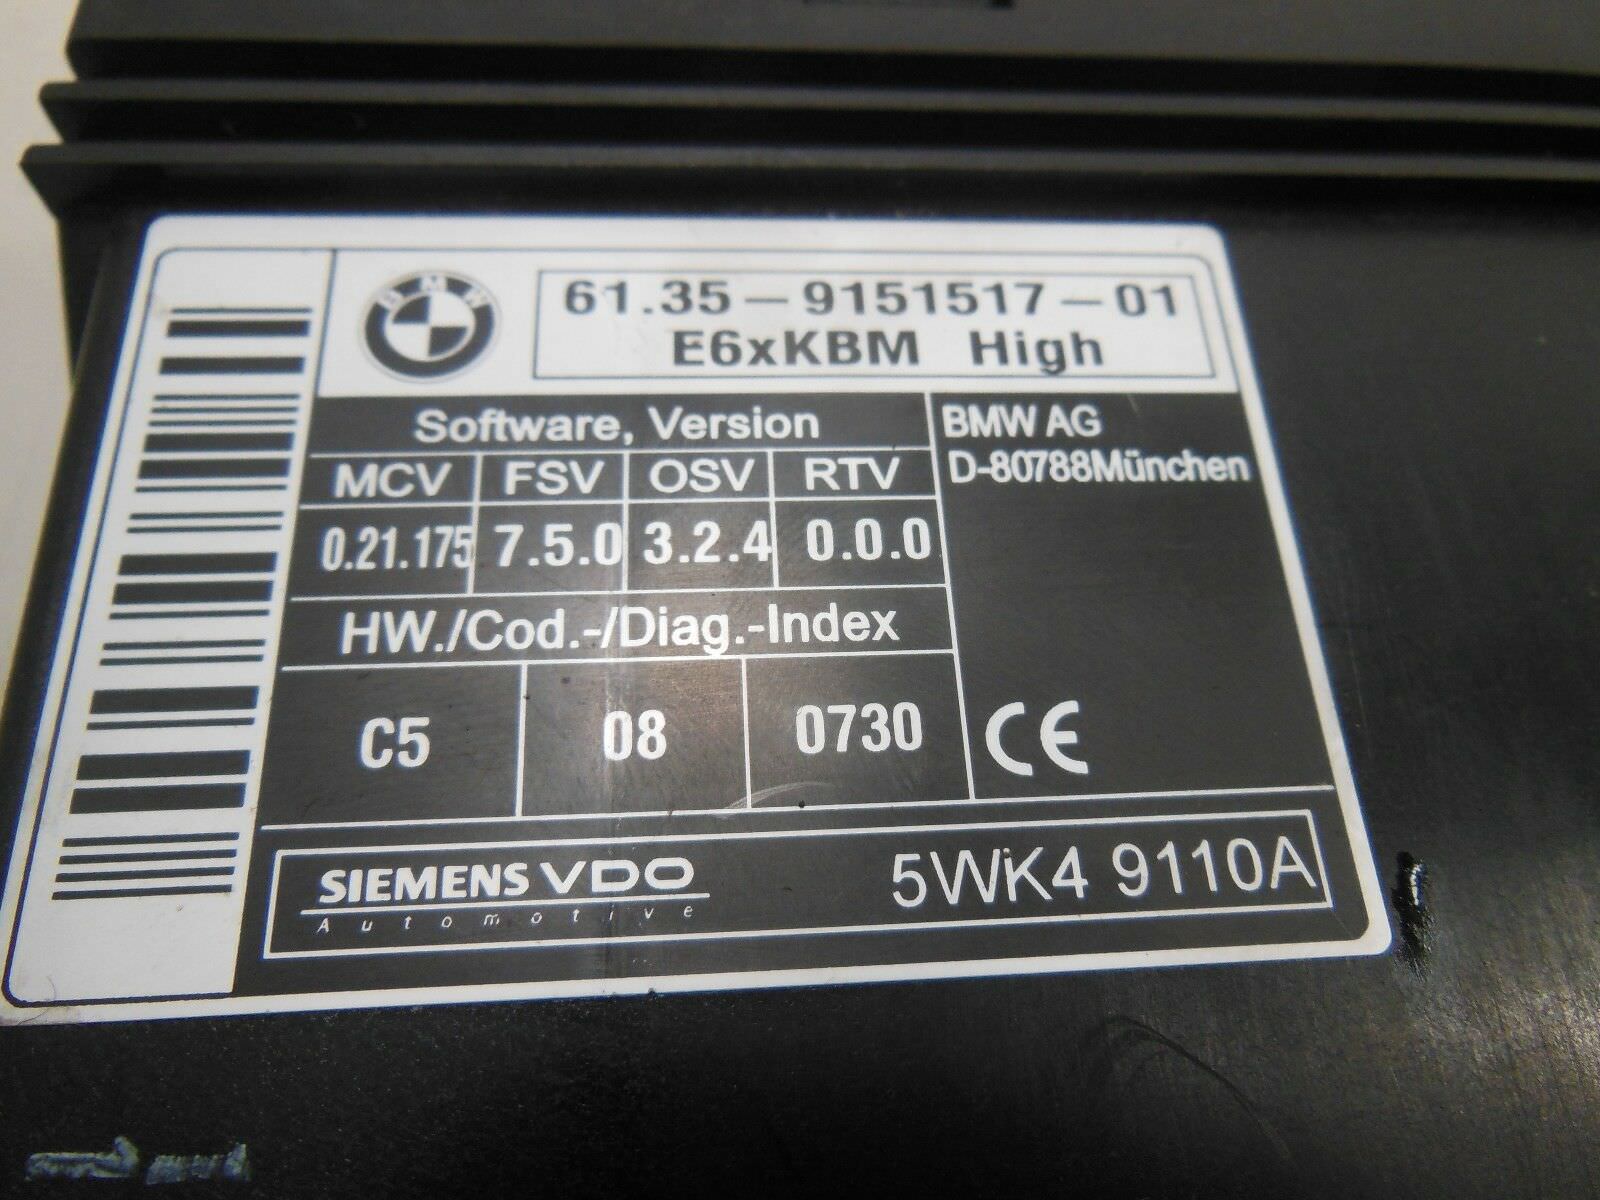 BMW
61.35-9151517-01
E6xKBM High
Software, Version
MCV FSV OSV RTV
0.21.175 7.5.0 3.2.4 0.0.0
HW./Cod.-/Diag.-Index
C5 08 0730
BMW AG
D-80788München
CE
SIEMENS VDO
Automotive
5WK4 9110A